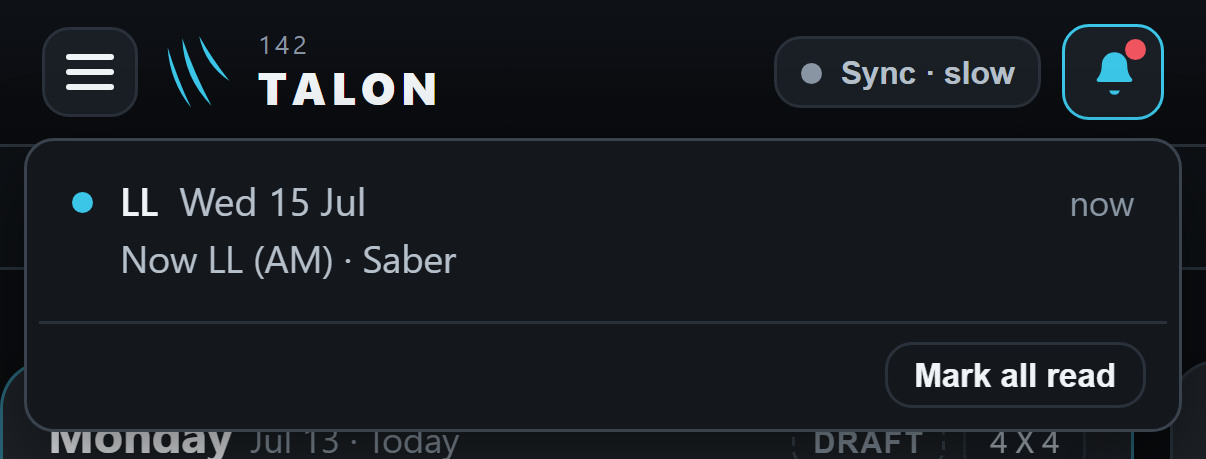 142
TALON
Sync · slow
LL Wed 15 Jul
now
Now LL (AM) · Saber
Mark all read
Monday Jul 13 · Today
DRAFT
4 X 4